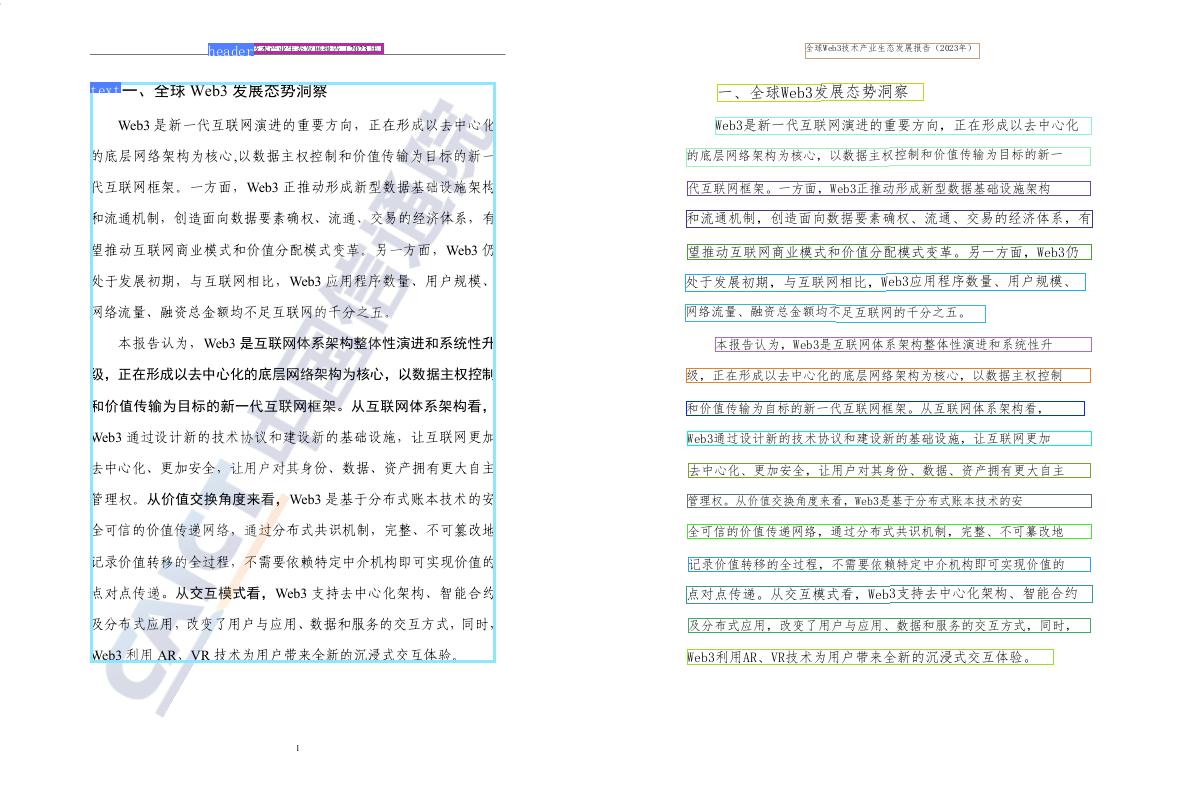 header 技术产业生态发展报告（2023年）
text 一、全球 Web3 发展态势洞察
Web3 是新一代互联网演进的重要方向，正在形成以去中心化
的底层网络架构为核心,以数据主权控制和价值传输为目标的新一
代互联网框架。一方面，Web3 正推动形成新型数据基础设施架构
和流通机制，创造面向数据要素确权、流通、交易的经济体系，有
望推动互联网商业模式和价值分配模式变革。另一方面，Web3 仍
处于发展初期，与互联网相比，Web3 应用程序数量、用户规模、
网络流量、融资总金额均不足互联网的千分之五。
本报告认为，Web3 是互联网体系架构整体性演进和系统性升
级，正在形成以去中心化的底层网络架构为核心，以数据主权控制
和价值传输为目标的新一代互联网框架。从互联网体系架构看，
Web3 通过设计新的技术协议和建设新的基础设施，让互联网更加
去中心化、更加安全，让用户对其身份、数据、资产拥有更大自主
管理权。从价值交换角度来看，Web3 是基于分布式账本技术的安
全可信的价值传递网络，通过分布式共识机制，完整、不可篡改地
记录价值转移的全过程，不需要依赖特定中介机构即可实现价值的
点对点传递。从交互模式看，Web3 支持去中心化架构、智能合约
及分布式应用，改变了用户与应用、数据和服务的交互方式，同时，
Web3 利用 AR、VR 技术为用户带来全新的沉浸式交互体验。
CAICT 中国信通院
1
全球Web3技术产业生态发展报告（2023年）
一、全球Web3发展态势洞察
Web3是新一代互联网演进的重要方向，正在形成以去中心化
的底层网络架构为核心，以数据主权控制和价值传输为目标的新一
代互联网框架。一方面，Web3正推动形成新型数据基础设施架构
和流通机制，创造面向数据要素确权、流通、交易的经济体系，有
望推动互联网商业模式和价值分配模式变革。另一方面，Web3仍
处于发展初期，与互联网相比，Web3应用程序数量、用户规模、
网络流量、融资总金额均不足互联网的千分之五。
本报告认为，Web3是互联网体系架构整体性演进和系统性升
级，正在形成以去中心化的底层网络架构为核心，以数据主权控制
和价值传输为自标的新一代互联网框架。从互联网体系架构看，
Web3通过设计新的技术协议和建设新的基础设施，让互联网更加
去中心化、更加安全，让用户对其身份、数据、资产拥有更大自主
管理权。从价值交换角度来看，Web3是基于分布式账本技术的安
全可信的价值传递网络，通过分布式共识机制，完整、不可篡改地
记录价值转移的全过程，不需要依赖特定中介机构即可实现价值的
点对点传递。从交互模式看，Web3支持去中心化架构、智能合约
及分布式应用，改变了用户与应用、数据和服务的交互方式，同时，
Web3利用AR、VR技术为用户带来全新的沉浸式交互体验。